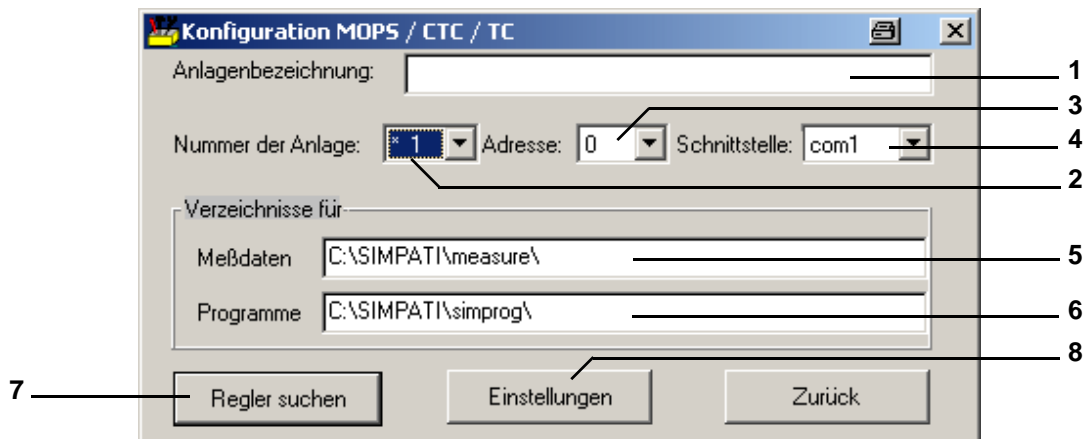 Konfiguration MOPS / CTC / TC
Anlagenbezeichnung:
1
3
Nummer der Anlage: * 1 Adresse: 0 Schnittstelle: com1
4
2
Verzeichnisse für
Meßdaten C:\SIMPATI\measure\
5
Programme C:\SIMPATI\simprog\
6
8
7
Regler suchen Einstellungen Zurück